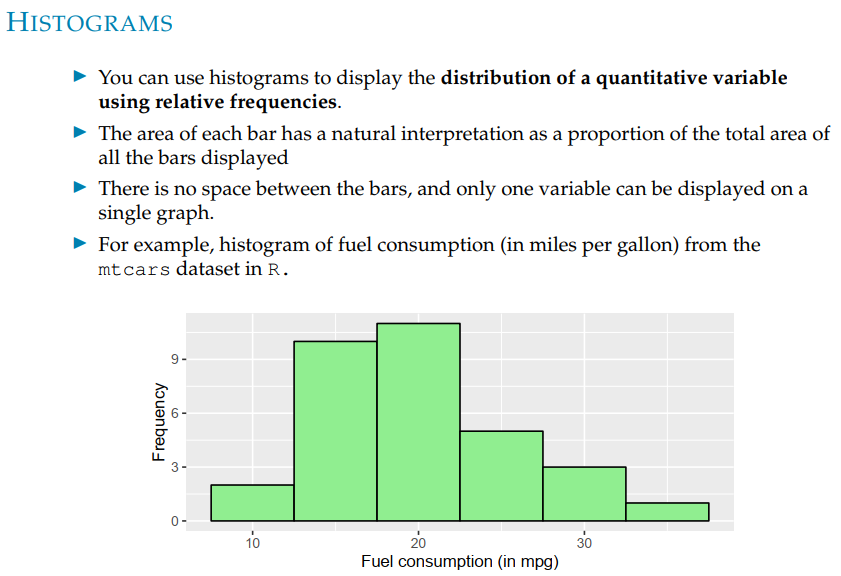 HISTOGRAMS
▶ You can use histograms to display the distribution of a quantitative variable
using relative frequencies.
▶ The area of each bar has a natural interpretation as a proportion of the total area of
all the bars displayed
▶ There is no space between the bars, and only one variable can be displayed on a
single graph.
▶ For example, histogram of fuel consumption (in miles per gallon) from the
mtcars dataset in R.
Frequency
9
6
3
0
10 20 30
Fuel consumption (in mpg)